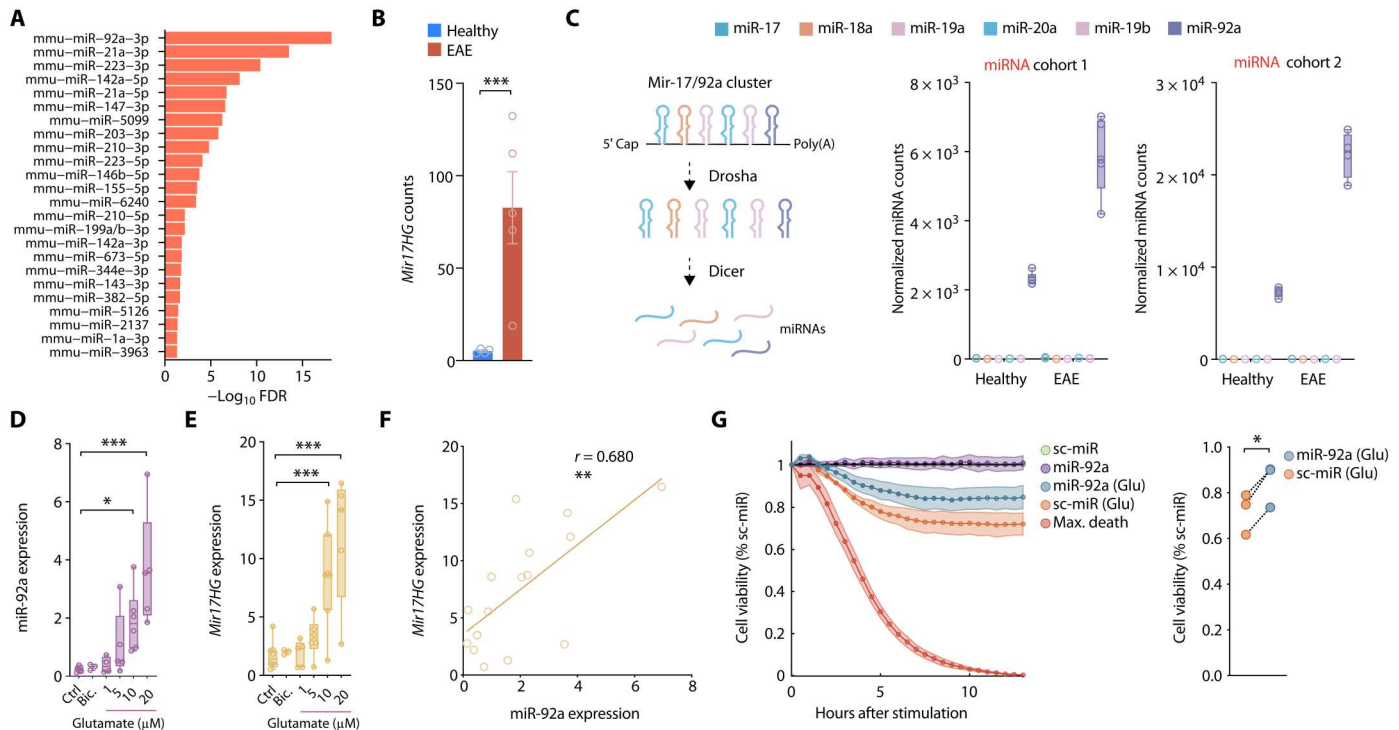 A
mmu−miR−92a−3p
mmu−miR−21a−3p
mmu−miR−223−3p
mmu−miR−142a−5p
mmu−miR−21a−5p
mmu−miR−147−3p
mmu−miR−5099
mmu−miR−203−3p
mmu−miR−210−3p
mmu−miR−223−5p
mmu−miR−146b−5p
mmu−miR−155−5p
mmu−miR−6240
mmu−miR−210−5p
mmu−miR−199a/b−3p
mmu−miR−142a−3p
mmu−miR−673−5p
mmu−miR−344e−3p
mmu−miR−143−3p
mmu−miR−382−5p
mmu−miR−5126
mmu−miR−2137
mmu−miR−1a−3p
mmu−miR−3963
0 5 10 15
−Log10 FDR
B
Healthy
EAE
***
150
100
50
0
Mir17HG counts
C
miR-17 miR-18a miR-19a miR-20a miR-19b miR-92a
Mir-17/92a cluster
5′ Cap Poly(A)
Drosha
Dicer
miRNAs
miRNA cohort 1
8 × 10³
6 × 10³
4 × 10³
2 × 10³
0
Normalized miRNA counts
Healthy EAE
miRNA cohort 2
3 × 10⁴
2 × 10⁴
1 × 10⁴
0
Normalized miRNA counts
Healthy EAE
D
***
*
8
6
4
2
0
miR-92a expression
Ctrl Bic. 1 5 10 20
Glutamate (μM)
E
***
***
20
15
10
5
0
Mir17HG expression
Ctrl Bic. 1 5 10 20
Glutamate (μM)
F
r = 0.680
**
20
15
10
5
0
Mir17HG expression
0 2 4 6 8
miR-92a expression
G
1
0.8
0.6
0.4
0.2
0
Cell viability (% sc-miR)
0 5 10
Hours after stimulation
sc-miR
miR-92a
miR-92a (Glu)
sc-miR (Glu)
Max. death
*
1.0
0.8
0.6
0.4
0.2
0.0
Cell viability (% sc-miR)
miR-92a (Glu)
sc-miR (Glu)